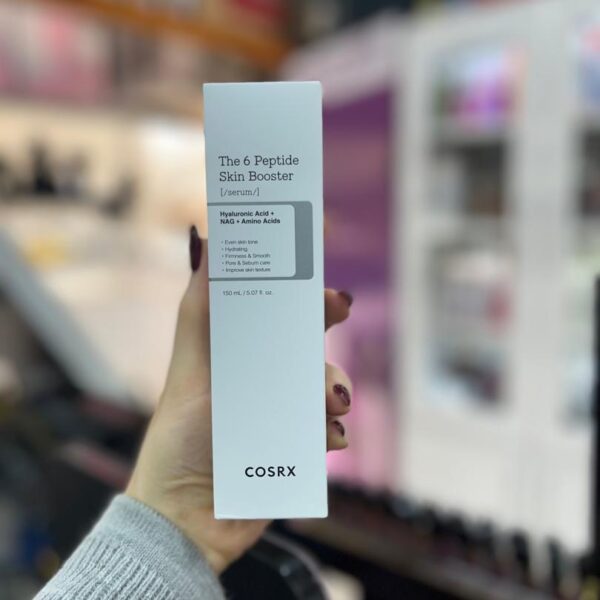 The 6 Peptide
Skin Booster
[/serum/]
Hyaluronic Acid +
NAG + Amino Acids
• Even skin tone
• Hydrating
• Firmness & Smooth
• Pore & Sebum care
• Improve skin texture
150 mL / 5.07 fl. oz.
COSRX